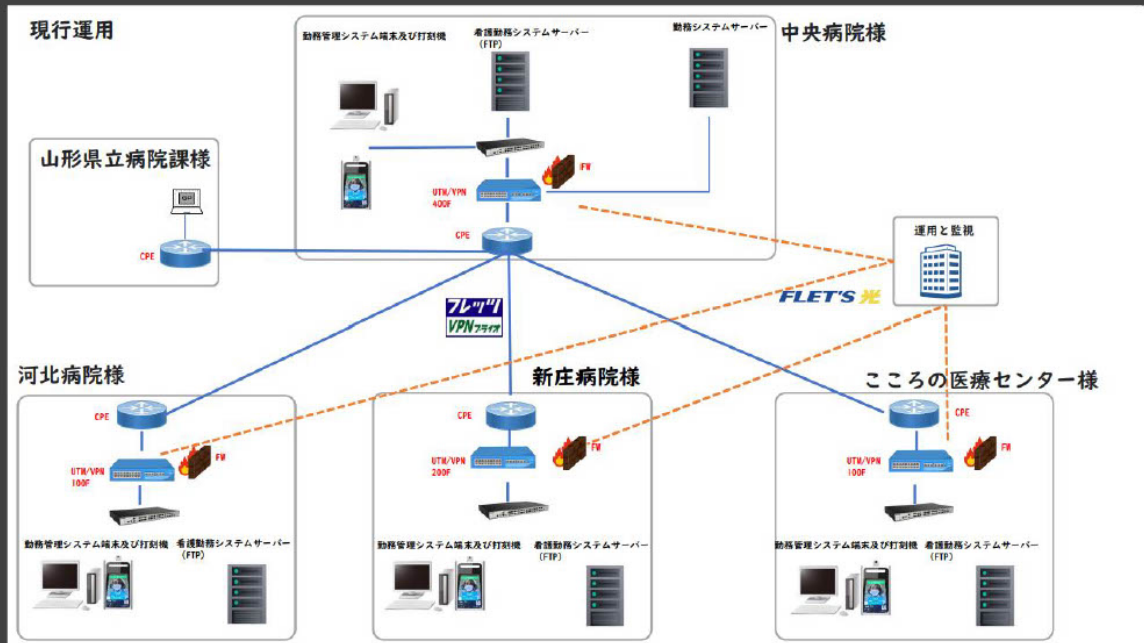 現行運用
中央病院様
勤務管理システム端末及び打刻機
看護勤務システムサーバー
(FTP)
勤務システムサーバー
FW
UTM/VPN
400F
CPE
山形県立病院課様
CPE
運用と監視
FLET'S 光
フレッツ
VPNプライオ
河北病院様
CPE
UTM/VPN
100F
FW
勤務管理システム端末及び打刻機
看護勤務システムサーバー
(FTP)
新庄病院様
CPE
UTM/VPN
200F
FW
勤務管理システム端末及び打刻機
看護勤務システムサーバー
(FTP)
こころの医療センター様
CPE
UTM/VPN
100F
FW
勤務管理システム端末及び打刻機
看護勤務システムサーバー
(FTP)